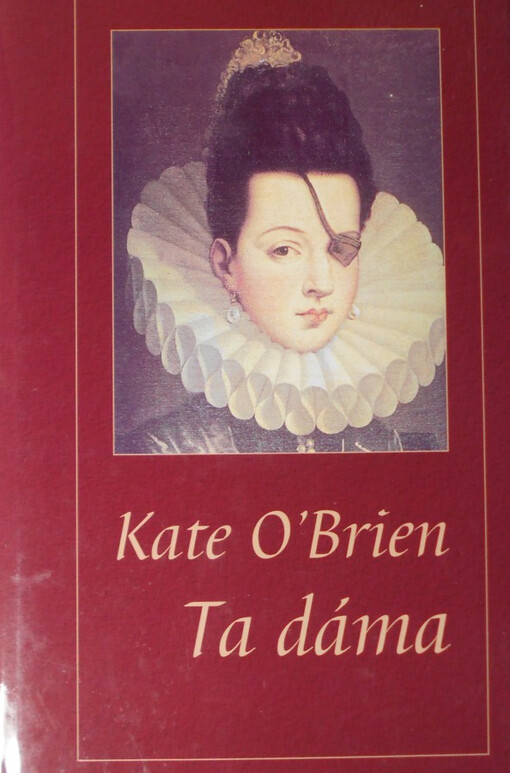 Kate O’Brien
Ta dáma